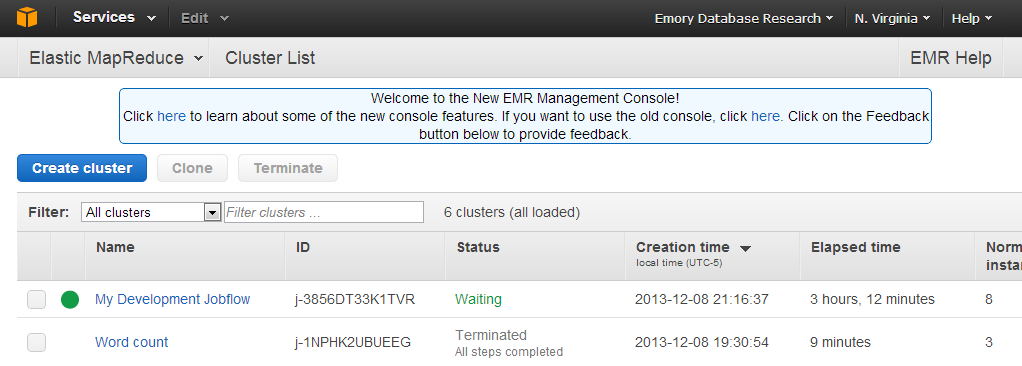 Services Edit Emory Database Research N. Virginia Help
Elastic MapReduce Cluster List EMR Help
Welcome to the New EMR Management Console!
Click here to learn about some of the new console features. If you want to use the old console, click here. Click on the Feedback
button below to provide feedback.
Create cluster Clone Terminate
Filter: All clusters Filter clusters ... 6 clusters (all loaded)
Name ID Status Creation time Elapsed time Norm
local time (UTC-5) insta
My Development Jobflow j-3856DT33K1TVR Waiting 2013-12-08 21:16:37 3 hours, 12 minutes 8
Word count j-1NPHK2UBUEEG Terminated 2013-12-08 19:30:54 9 minutes 3
All steps completed